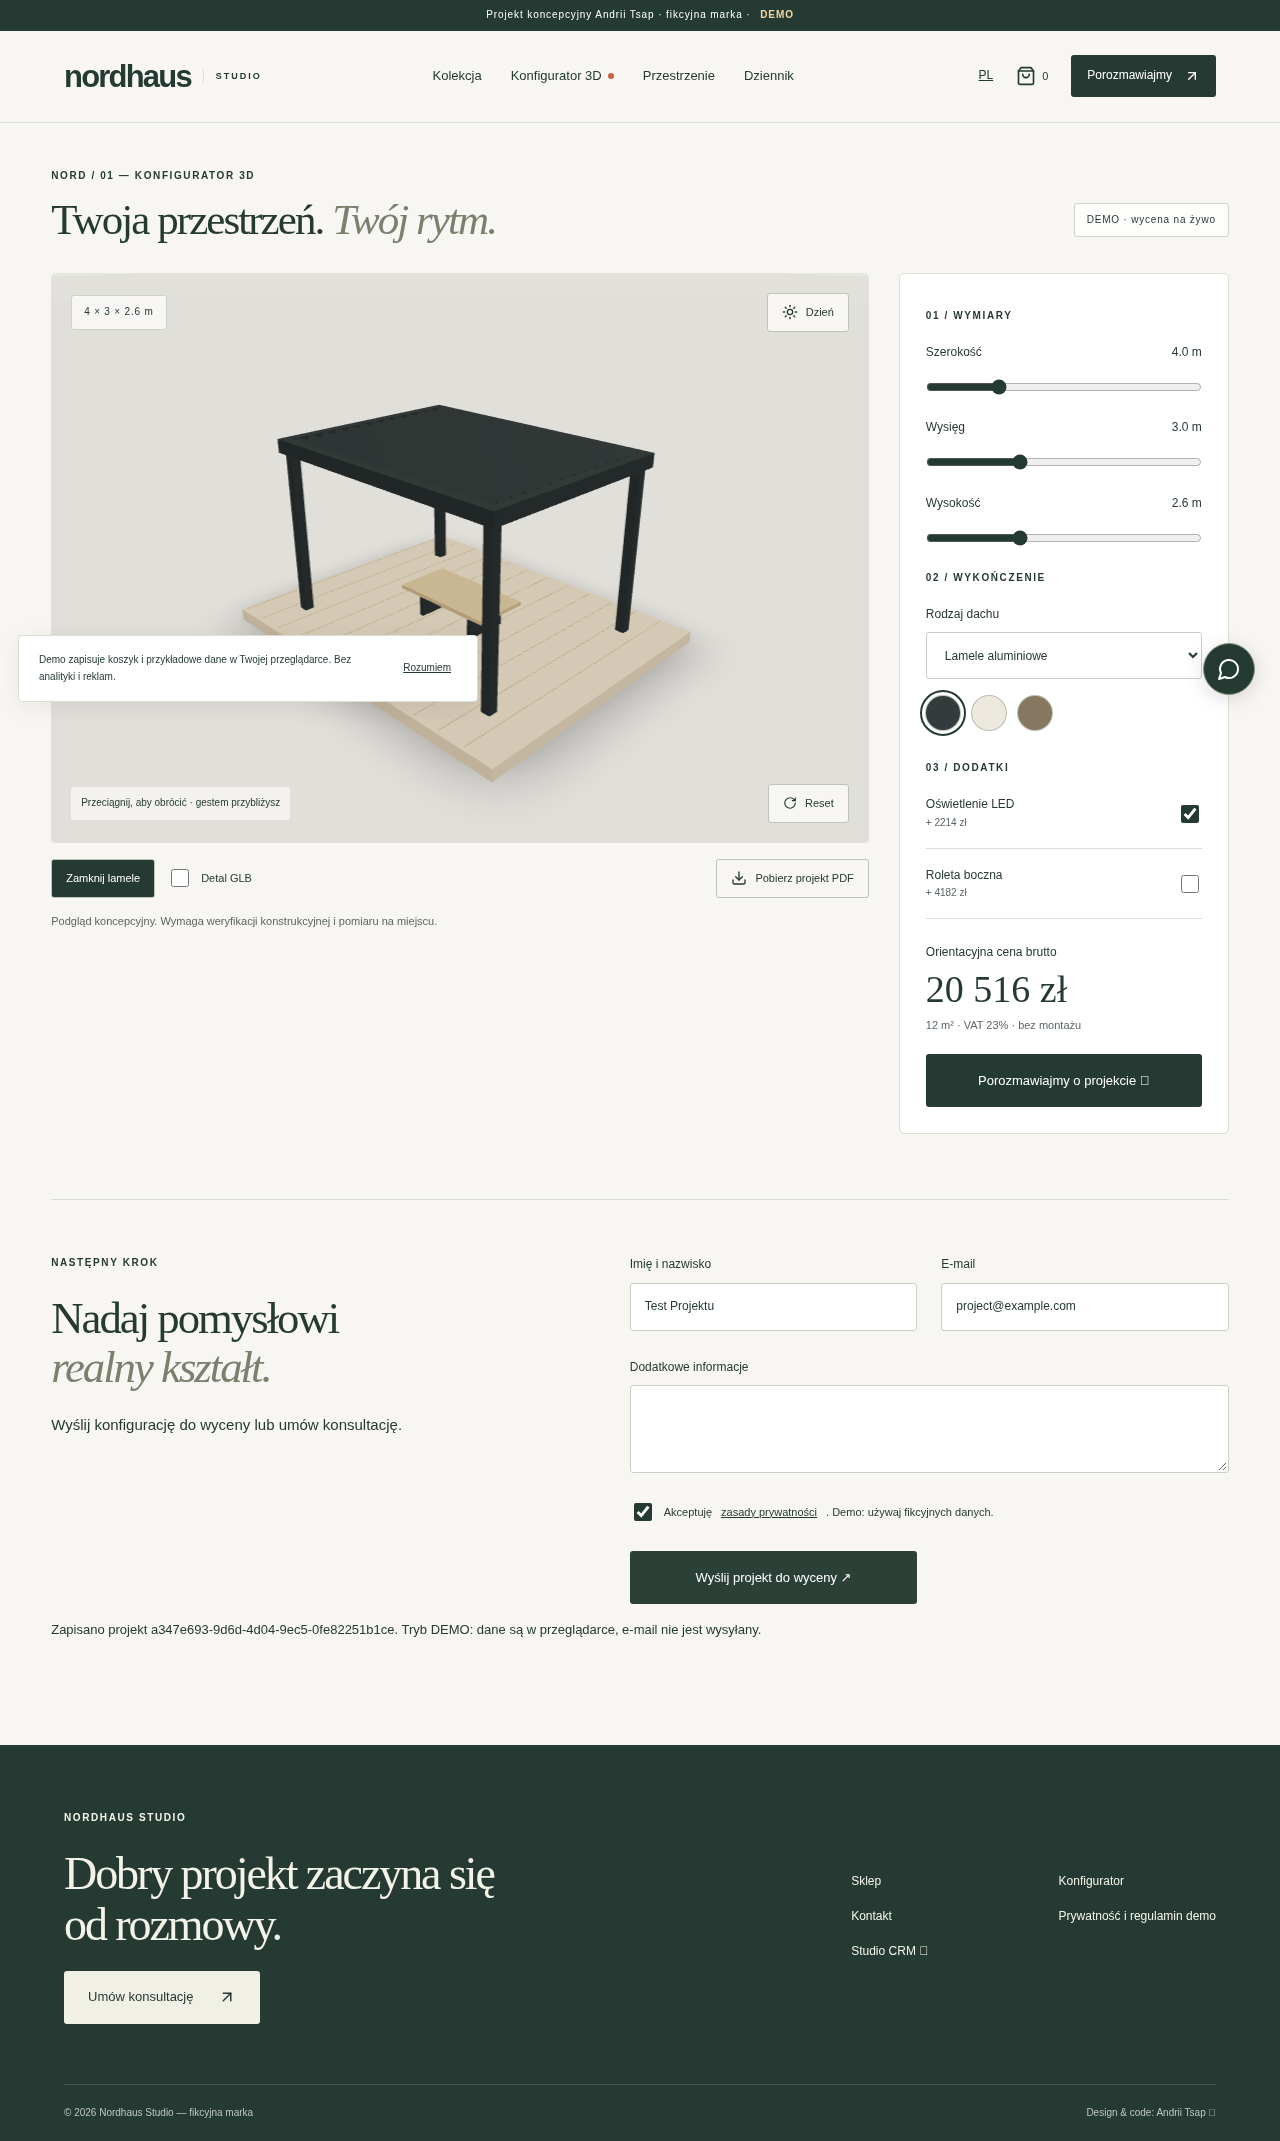 Projekt koncepcyjny Andrii Tsap · fikcyjna marka · DEMO
nordhaus STUDIO
Kolekcja Konfigurator 3D Przestrzenie Dziennik
PL 0 Porozmawiajmy
NORD / 01 — KONFIGURATOR 3D
Twoja przestrzeń. Twój rytm.
DEMO · wycena na żywo
4 × 3 × 2.6 m
Dzień
Demo zapisuje koszyk i przykładowe dane w Twojej przeglądarce. Bez
analityki i reklam.
Rozumiem
Przeciągnij, aby obrócić · gestem przybliżysz
Reset
Zamknij lamele
Detal GLB
Pobierz projekt PDF
Podgląd koncepcyjny. Wymaga weryfikacji konstrukcyjnej i pomiaru na miejscu.
01 / WYMIARY
Szerokość 4.0 m
Wysięg 3.0 m
Wysokość 2.6 m
02 / WYKOŃCZENIE
Rodzaj dachu
Lamele aluminiowe
03 / DODATKI
Oświetlenie LED
+ 2214 zł
Roleta boczna
+ 4182 zł
Orientacyjna cena brutto
20 516 zł
12 m² · VAT 23% · bez montażu
Porozmawiajmy o projekcie
NASTĘPNY KROK
Nadaj pomysłowi
realny kształt.
Wyślij konfigurację do wyceny lub umów konsultację.
Imię i nazwisko E-mail
Test Projektu project@example.com
Dodatkowe informacje
Akceptuję zasady prywatności . Demo: używaj fikcyjnych danych.
Wyślij projekt do wyceny ↗
Zapisano projekt a347e693-9d6d-4d04-9ec5-0fe82251b1ce. Tryb DEMO: dane są w przeglądarce, e-mail nie jest wysyłany.
NORDHAUS STUDIO
Dobry projekt zaczyna się
od rozmowy.
Umów konsultację
Sklep Konfigurator
Kontakt Prywatność i regulamin demo
Studio CRM
© 2026 Nordhaus Studio — fikcyjna marka
Design & code: Andrii Tsap